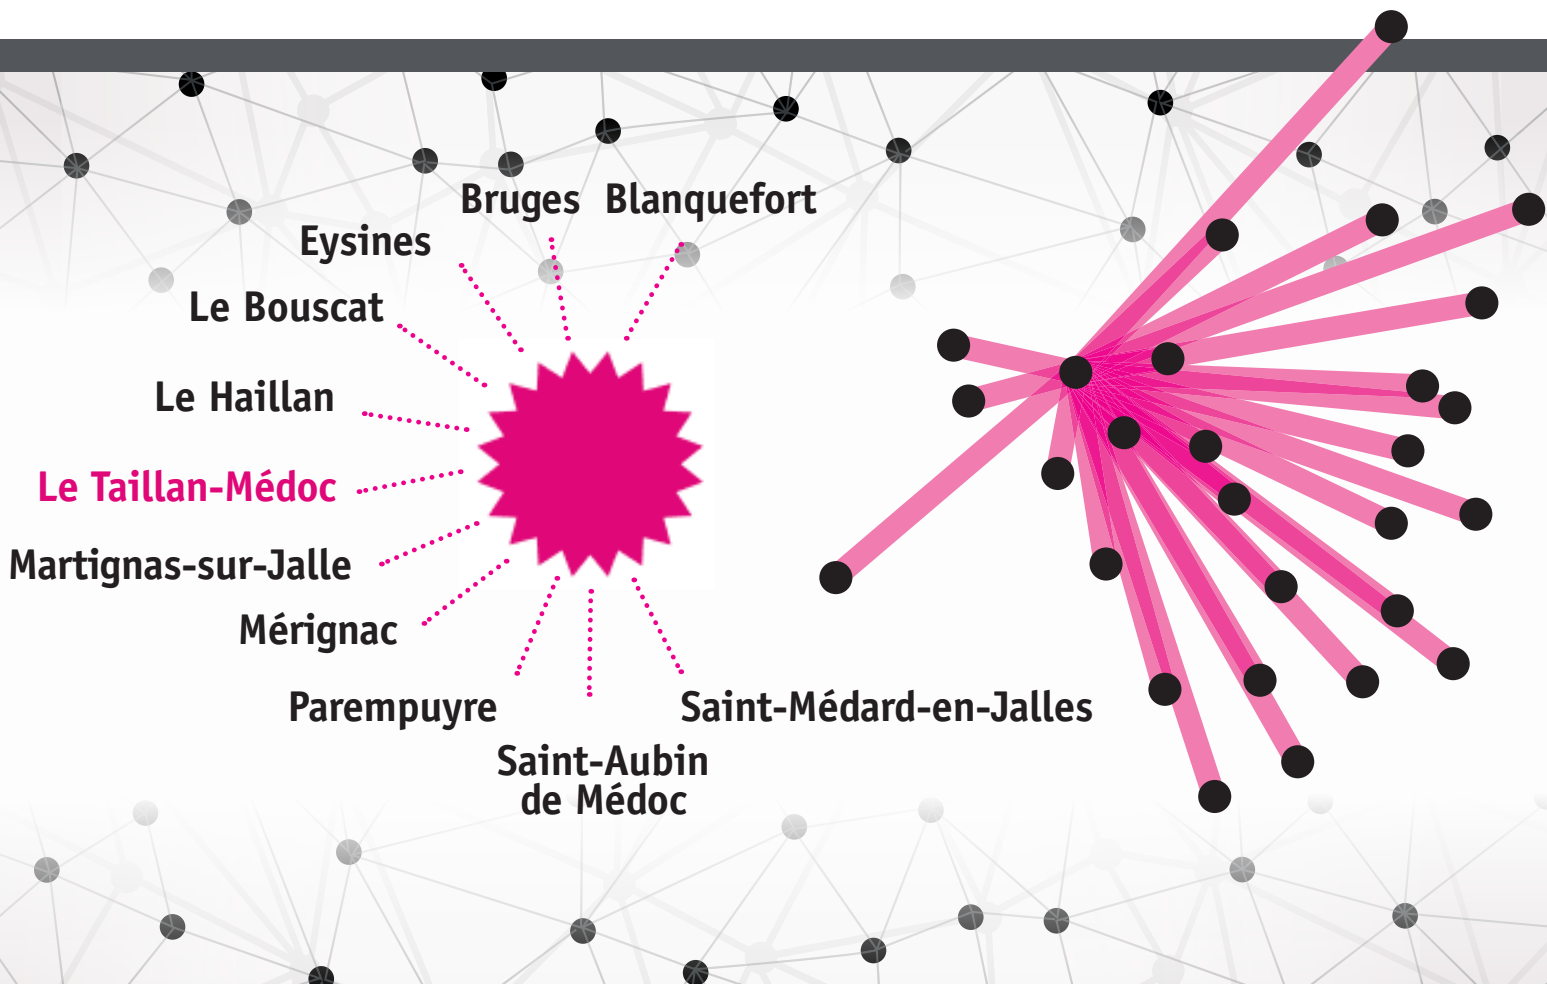 Bruges Blanquefort
Eysines
Le Bouscat
Le Haillan
Le Taillan-Médoc
Martignas-sur-Jalle
Mérignac
Parempuyre
Saint-Médard-en-Jalles
Saint-Aubin
de Médoc